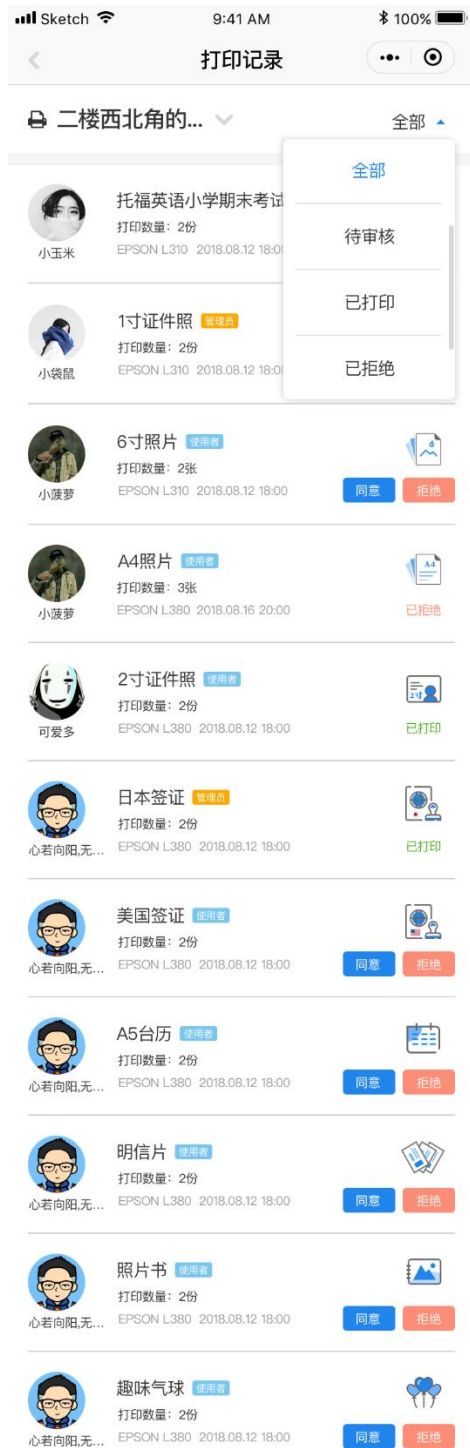 Sketch 9:41 AM 100%
打印记录
二楼西北角的... 全部
全部
待审核
已打印
已拒绝
托福英语小学期末考试
打印数量：2份
小玉米 EPSON L310 2018.08.12 18:00
1寸证件照 管理员
打印数量：2份
小袋鼠 EPSON L310 2018.08.12 18:00
6寸照片 使用者
打印数量：2张
小菠萝 EPSON L310 2018.08.12 18:00 同意 拒绝
A4照片 使用者 A4
打印数量：3张
小菠萝 EPSON L380 2018.08.16 20:00 已拒绝
2寸证件照 使用者 2寸
打印数量：2份
可爱多 EPSON L380 2018.08.12 18:00 已打印
日本签证 管理员
打印数量：2份
心若向阳,无... EPSON L380 2018.08.12 18:00 已打印
美国签证 使用者
打印数量：2份
心若向阳,无... EPSON L380 2018.08.12 18:00 同意 拒绝
A5台历 使用者
打印数量：2份
心若向阳,无... EPSON L380 2018.08.12 18:00 同意 拒绝
明信片 使用者
打印数量：2份
心若向阳,无... EPSON L380 2018.08.12 18:00 同意 拒绝
照片书 使用者
打印数量：2份
心若向阳,无... EPSON L380 2018.08.12 18:00 同意 拒绝
趣味气球 使用者
打印数量：2份
心若向阳,无... EPSON L380 2018.08.12 18:00 同意 拒绝